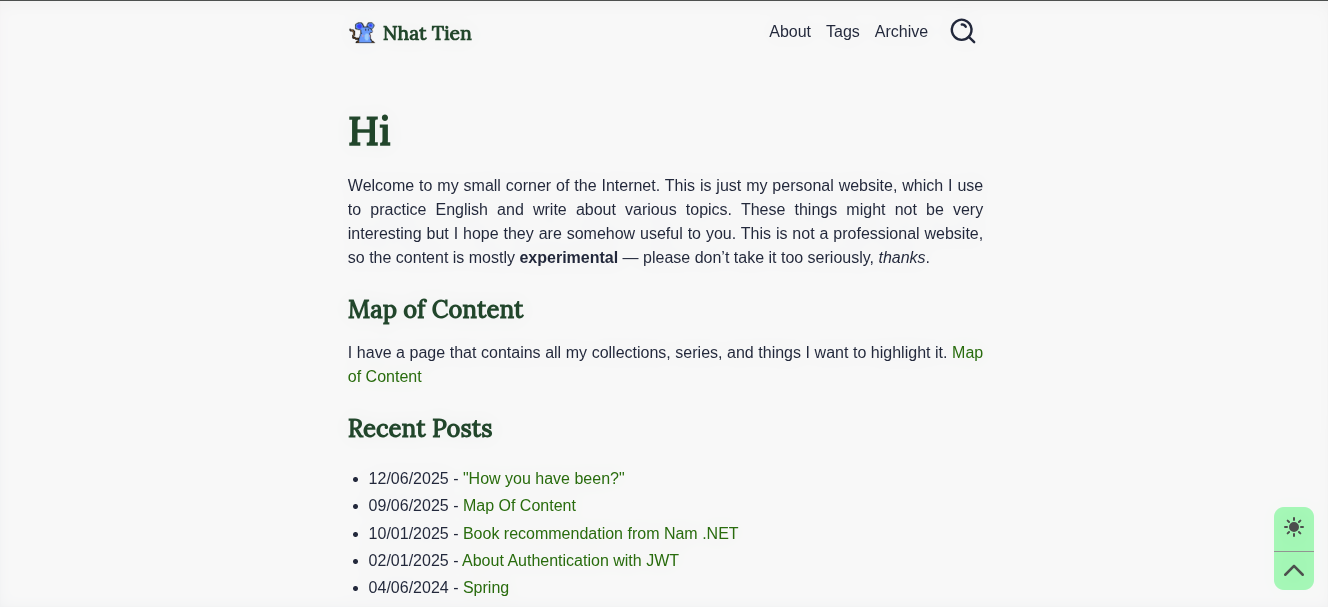 Nhat Tien
About Tags Archive
Hi
Welcome to my small corner of the Internet. This is just my personal website, which I use
to practice English and write about various topics. These things might not be very
interesting but I hope they are somehow useful to you. This is not a professional website,
so the content is mostly experimental — please don’t take it too seriously, thanks.
Map of Content
I have a page that contains all my collections, series, and things I want to highlight it. Map
of Content
Recent Posts
12/06/2025 - "How you have been?"
09/06/2025 - Map Of Content
10/01/2025 - Book recommendation from Nam .NET
02/01/2025 - About Authentication with JWT
04/06/2024 - Spring